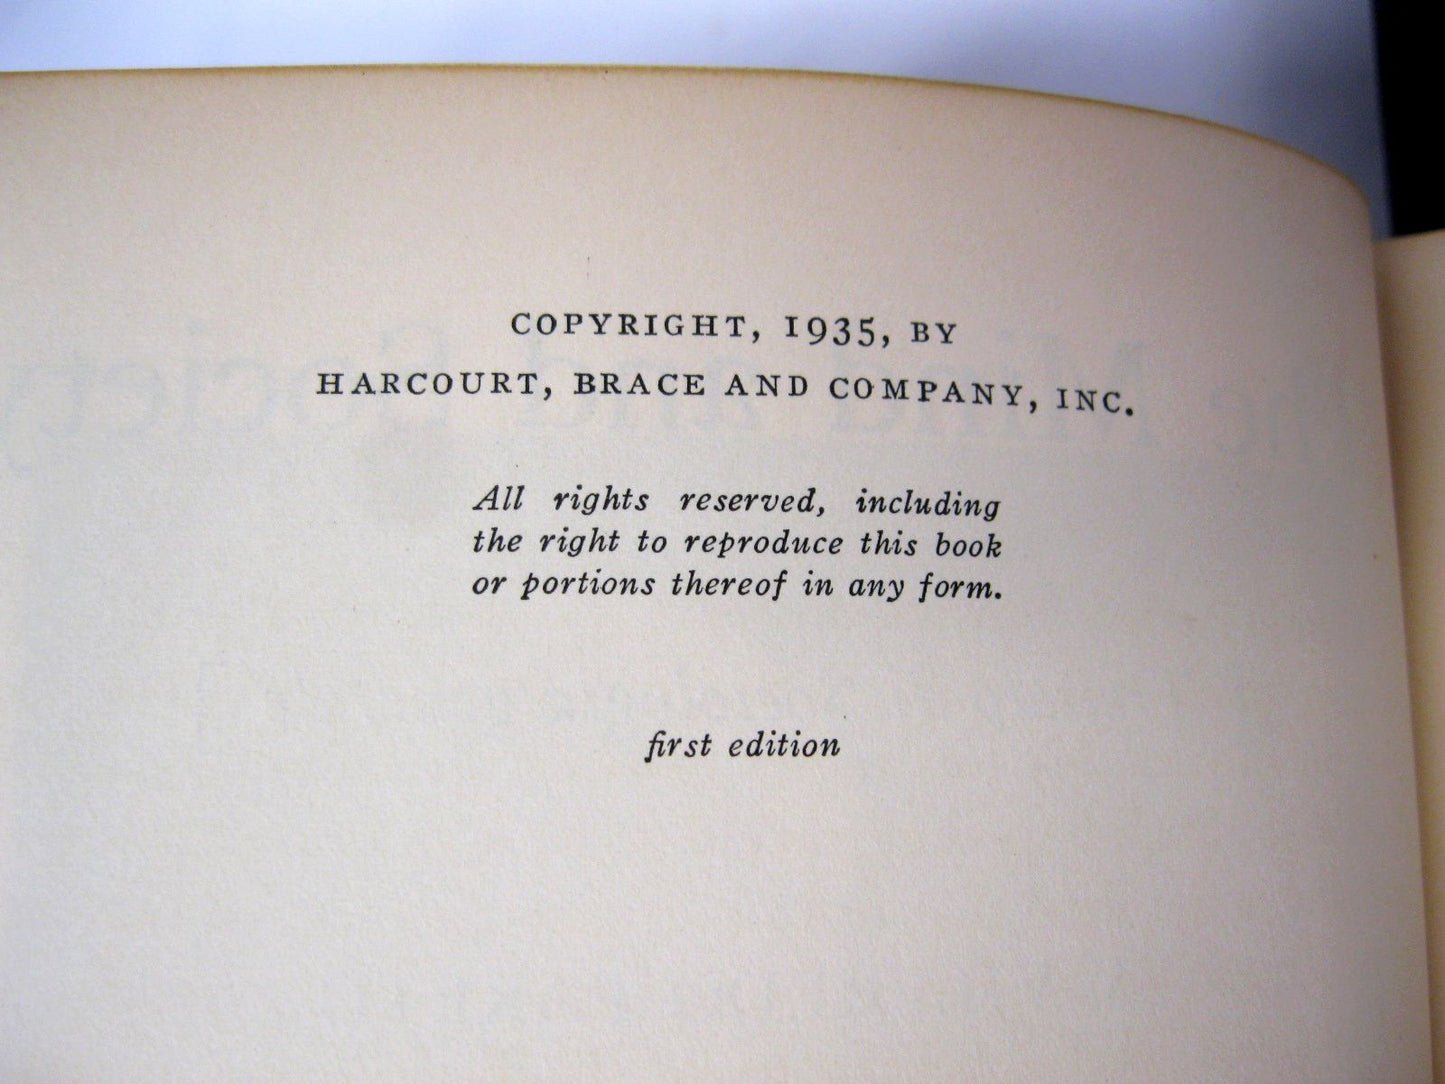 COPYRIGHT, 1935, BY
HARCOURT, BRACE AND COMPANY, INC.
All rights reserved, including
the right to reproduce this book
or portions thereof in any form.
first edition